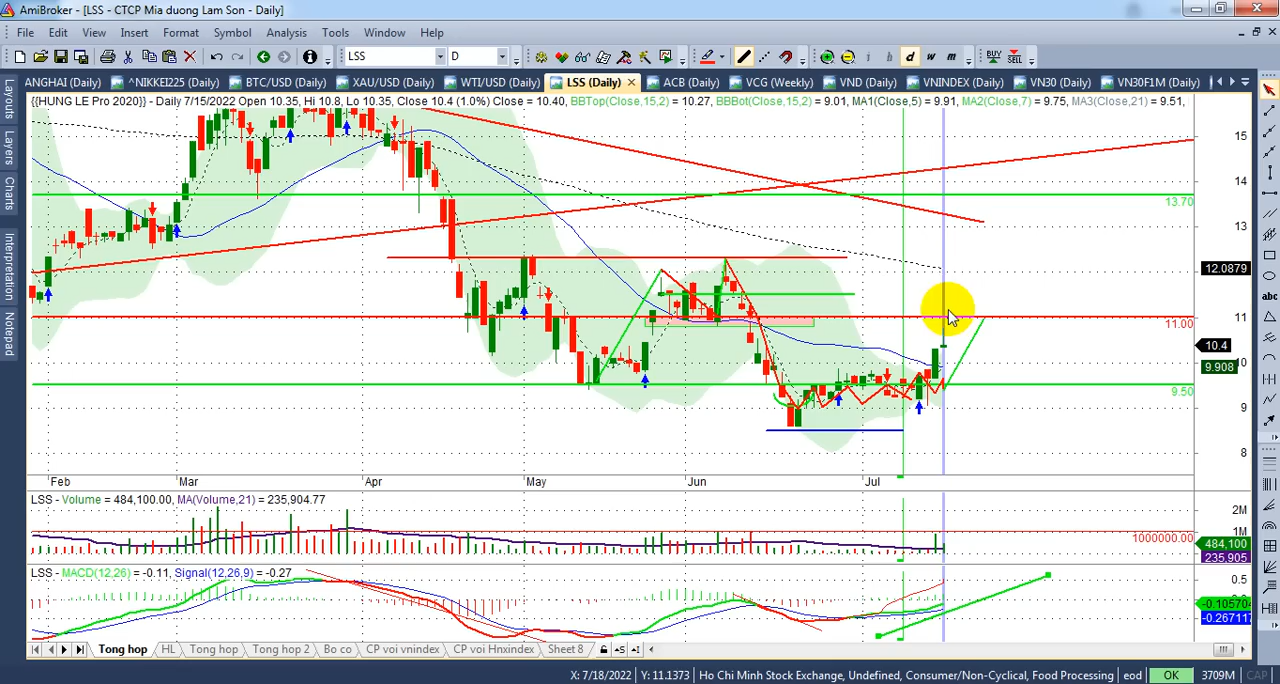 AmiBroker - [LSS - CTCP Mia duong Lam Son - Daily]
File Edit View Insert Format Symbol Analysis Tools Window Help
LSS D i h d w m BUY SELL
ANGHAI (Daily) ^NIKKEI225 (Daily) BTC/USD (Daily) XAU/USD (Daily) WTI/USD (Daily) LSS (Daily) ACB (Daily) VCG (Weekly) VND (Daily) VNINDEX (Daily) VN30 (Daily) VN30F1M (Daily)
{{HUNG LE Pro 2020}} - Daily 7/15/2022 Open 10.35, Hi 10.8, Lo 10.35, Close 10.4 (1.0%) Close = 10.40, BBTop(Close,15,2) = 10.27, BBBot(Close,15,2) = 9.01, MA1(Close,5) = 9.91, MA2(Close,7) = 9.75, MA3(Close,21) = 9.51,
Layouts
Layers
Charts
Interpretation
Notepad
15
14
13.70
13
12.0879
11
11.00
10.4
10
9.908
9.50
9
8
Feb Mar Apr May Jun Jul
LSS - Volume = 484,100.00, MA(Volume,21) = 235,904.77
2M
1M
1000000.00
484,100
235,905
LSS - MACD(12,26) = -0.11, Signal(12,26,9) = -0.27
0.5
-0.105704
-0.267111
Tong hop HL Tong hop Tong hop 2 Bo co CP voi vnindex CP voi Hnxindex Sheet 8
abc
X: 7/18/2022 Y: 11.1373 Ho Chi Minh Stock Exchange, Undefined, Consumer/Non-Cyclical, Food Processing eod OK 3709M CAP